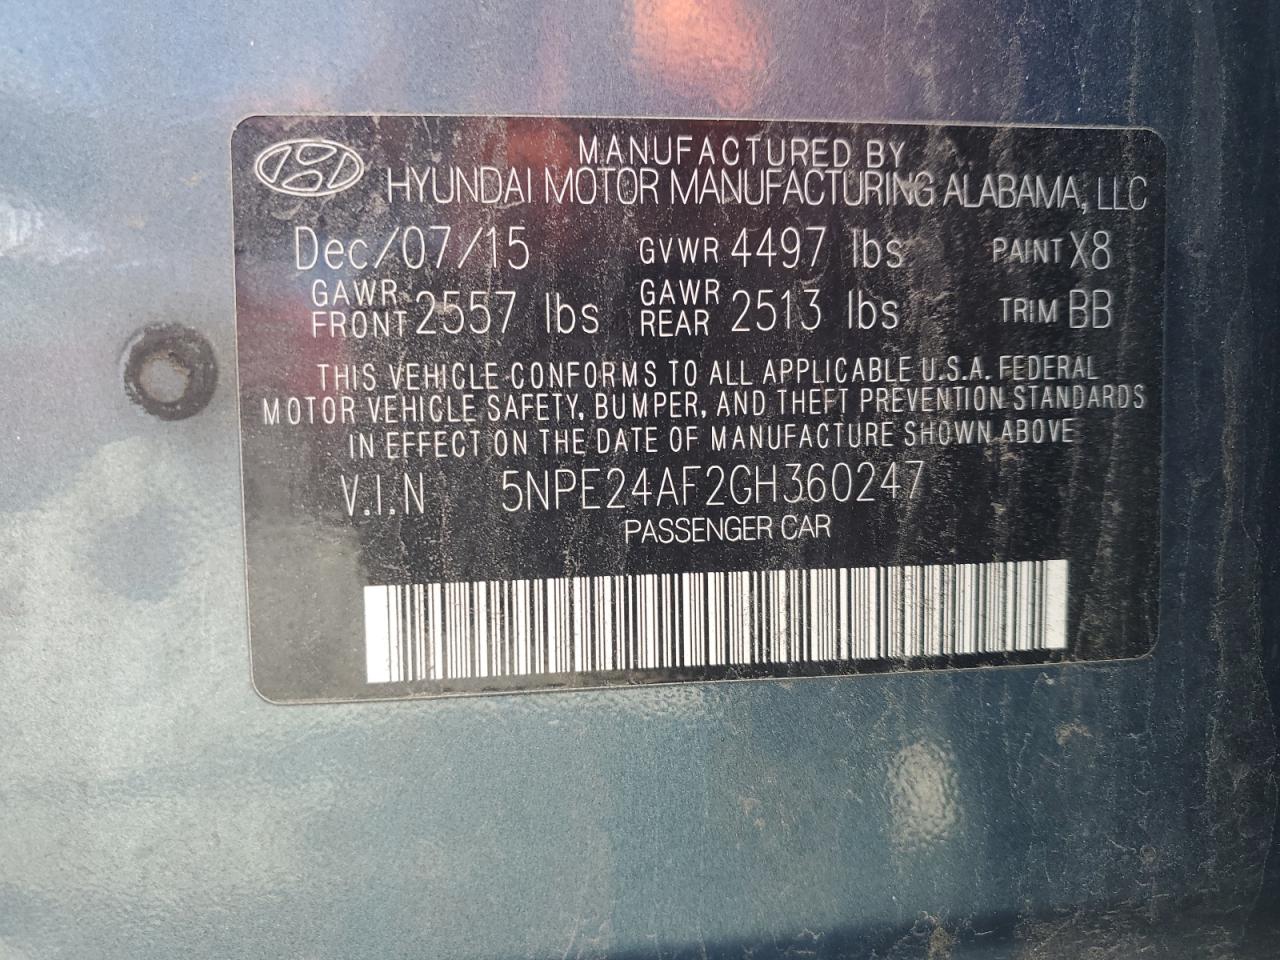 MANUFACTURED BY
HYUNDAI MOTOR MANUFACTURING ALABAMA, LLC
Dec/07/15 GVWR 4497 lbs PAINT X8
GAWR FRONT 2557 lbs GAWR REAR 2513 lbs TRIM BB
THIS VEHICLE CONFORMS TO ALL APPLICABLE U.S.A. FEDERAL
MOTOR VEHICLE SAFETY, BUMPER, AND THEFT PREVENTION STANDARDS
IN EFFECT ON THE DATE OF MANUFACTURE SHOWN ABOVE
V.I.N 5NPE24AF2GH360247
PASSENGER CAR